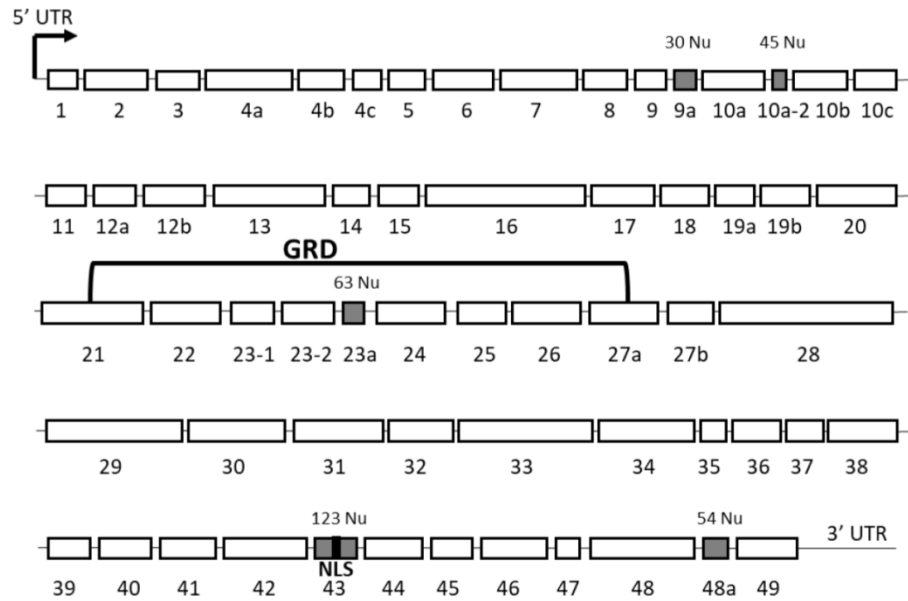 5' UTR
30 Nu 45 Nu
1 2 3 4a 4b 4c 5 6 7 8 9 9a 10a 10a-2 10b 10c
11 12a 12b 13 14 15 16 17 18 19a 19b 20
GRD
63 Nu
21 22 23-1 23-2 23a 24 25 26 27a 27b 28
29 30 31 32 33 34 35 36 37 38
123 Nu 54 Nu
3' UTR
NLS
39 40 41 42 43 44 45 46 47 48 48a 49